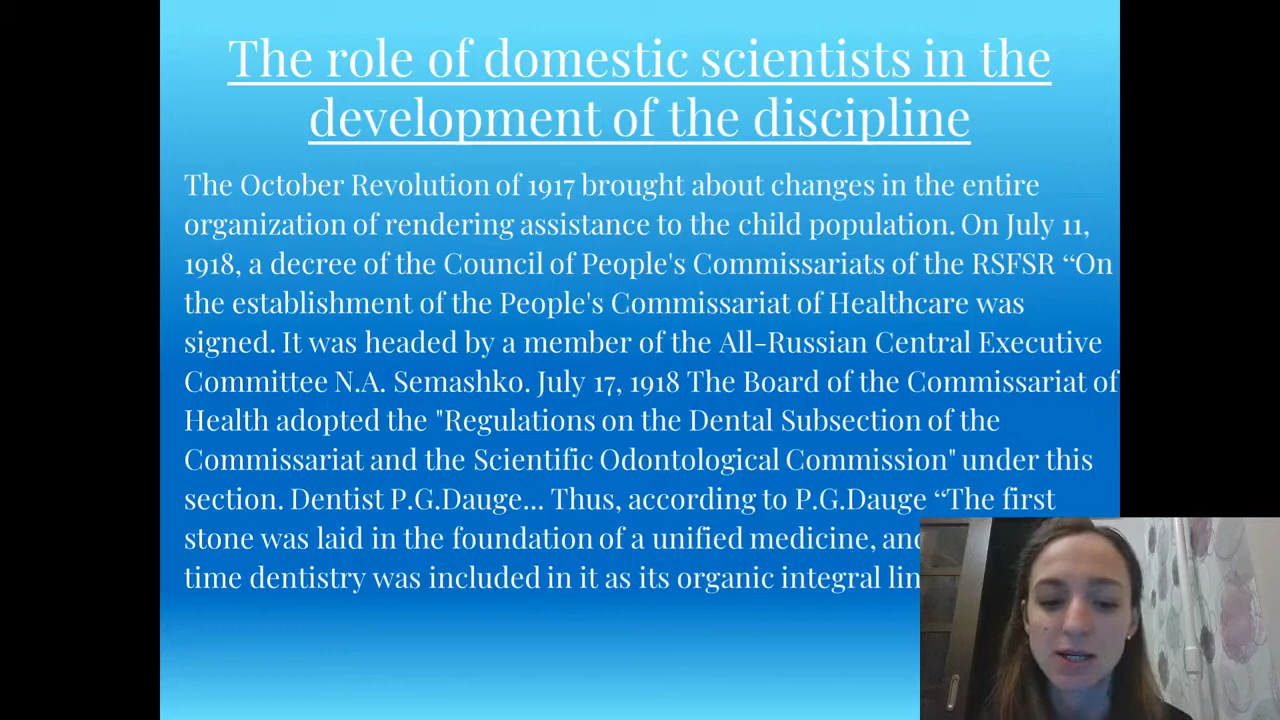 The role of domestic scientists in the
development of the discipline
The October Revolution of 1917 brought about changes in the entire
organization of rendering assistance to the child population. On July 11,
1918, a decree of the Council of People's Commissariats of the RSFSR “On
the establishment of the People's Commissariat of Healthcare was
signed. It was headed by a member of the All-Russian Central Executive
Committee N.A. Semashko. July 17, 1918 The Board of the Commissariat of
Health adopted the "Regulations on the Dental Subsection of the
Commissariat and the Scientific Odontological Commission" under this
section. Dentist P.G.Dauge... Thus, according to P.G.Dauge “The first
stone was laid in the foundation of a unified medicine,
time dentistry was included in it as its organic integral